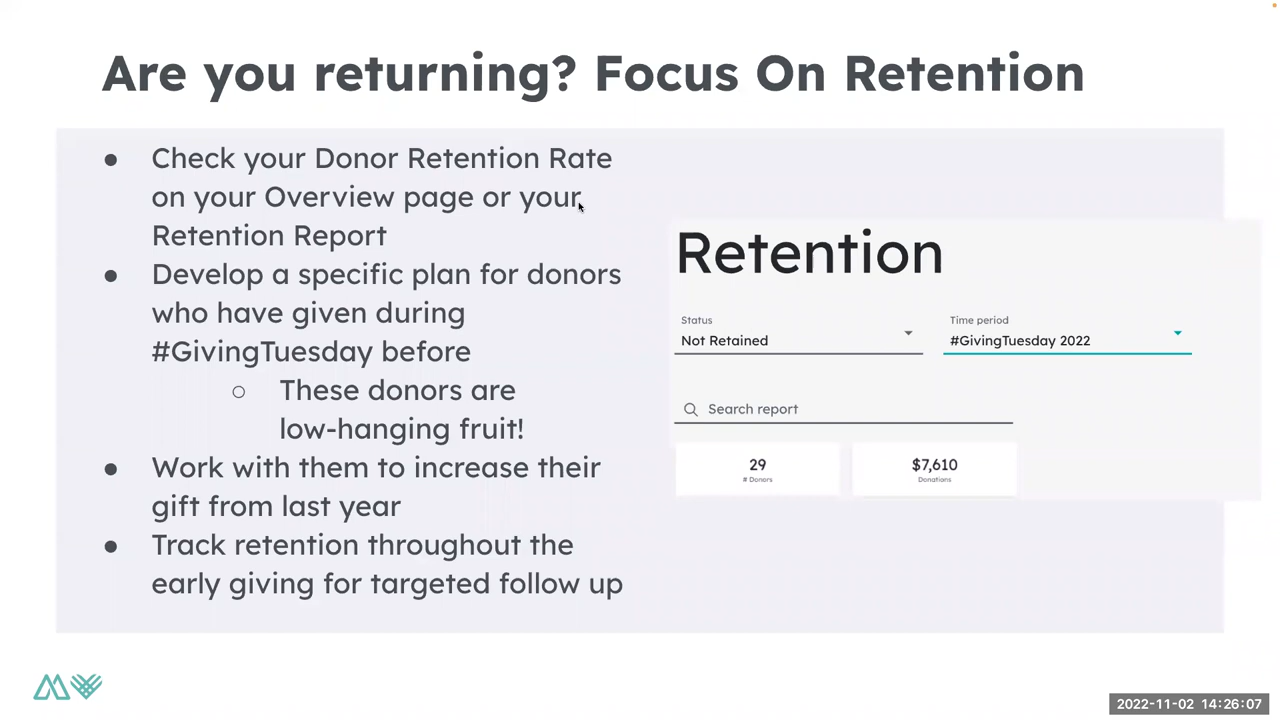 Are you returning? Focus On Retention
● Check your Donor Retention Rate
on your Overview page or your
Retention Report
● Develop a specific plan for donors
who have given during
#GivingTuesday before
○ These donors are
low-hanging fruit!
● Work with them to increase their
gift from last year
● Track retention throughout the
early giving for targeted follow up
Retention
Status
Not Retained
Time period
#GivingTuesday 2022
Search report
29
# Donors
$7,610
Donations
2022-11-02 14:26:07